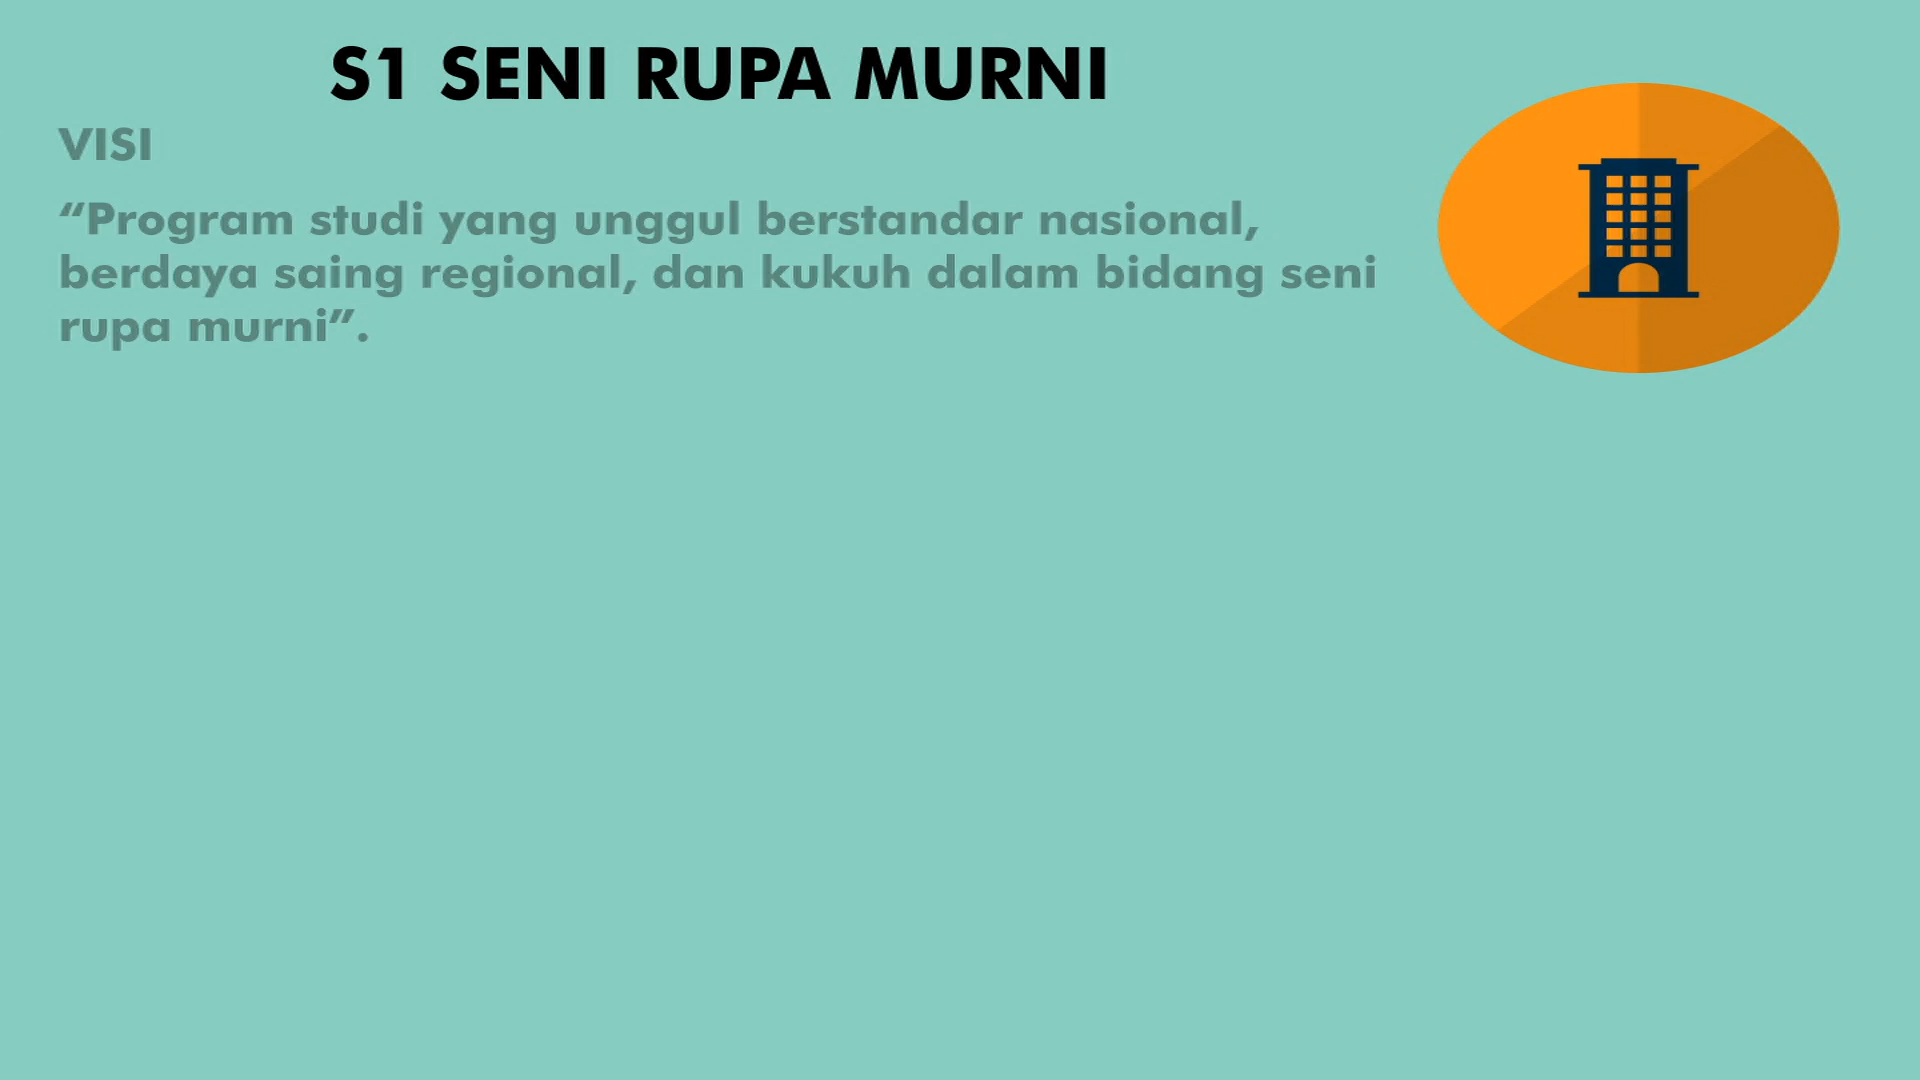 S1 SENI RUPA MURNI
VISI
“Program studi yang unggul berstandar nasional,
berdaya saing regional, dan kukuh dalam bidang seni
rupa murni”.